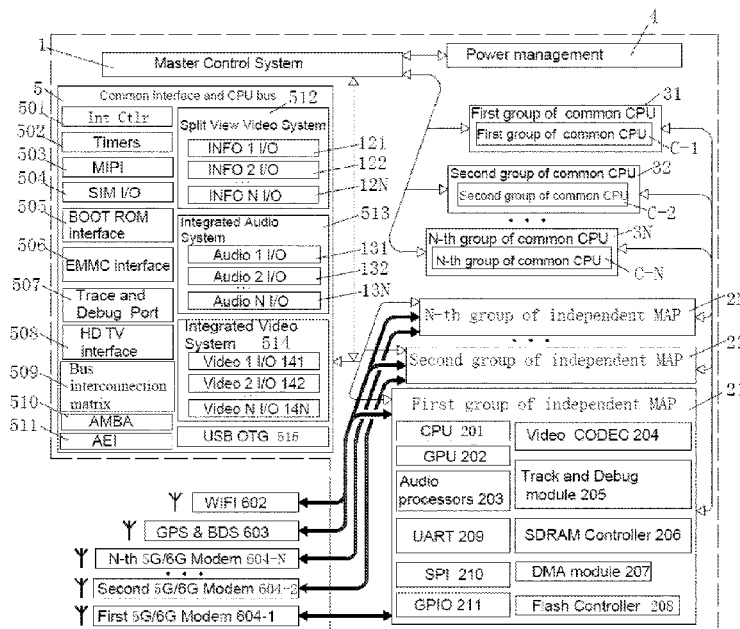 1
Master Control System
Power management
4
5
Common interface and CPU bus
512
501
Int Ctlr
502
Timers
503
MIPI
504
SIM I/O
505
BOOT ROM
interface
506
EMMC interface
507
Trace and
Debug Port
508
HD TV
interface
509
Bus
interconnection
matrix
510
AMBA
511
AEI
Split View Video System
INFO 1 I/O
121
INFO 2 I/O
122
...
INFO N I/O
12N
Integrated Audio
System
513
Audio 1 I/O
131
Audio 2 I/O
132
...
Audio N I/O
13N
Integrated Video
System 514
Video 1 I/O 141
Video 2 I/O 142
...
Video N I/O 14N
USB OTG 515
31
First group of common CPU
First group of common CPU
C-1
Second group of common CPU
32
Second group of common CPU
C-2
...
3N
N-th group of common CPU
N-th group of common CPU
C-N
N-th group of independent MAP
...
Second group of independent MAP
First group of independent MAP
CPU 201
Video CODEC 204
GPU 202
Audio
processors 203
Track and Debug
module 205
UART 209
SDRAM Controller 206
SPI 210
DMA module 207
GPIO 211
Flash Controller 208
WIFI 602
GPS & BDS 603
N-th 5G/6G Modem 604-N
...
Second 5G/6G Modem 604-2
First 5G/6G Modem 604-1